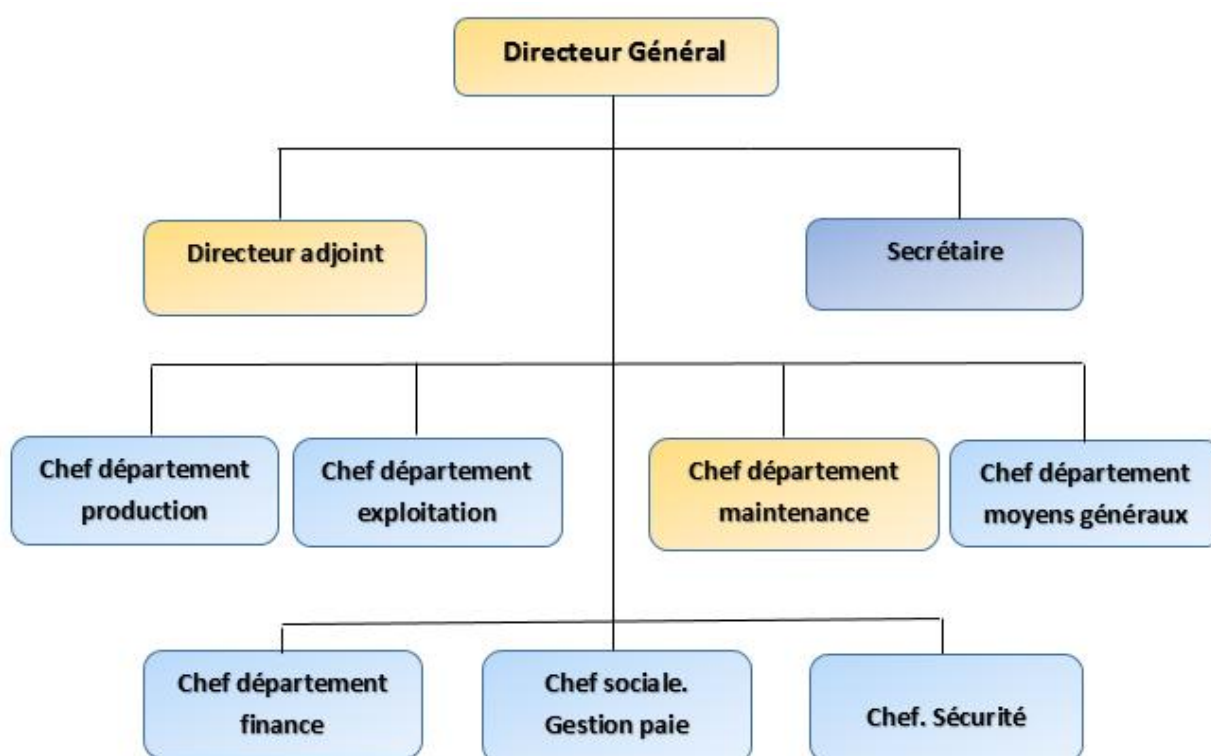 Directeur Général
Directeur adjoint
Secrétaire
Chef département
production
Chef département
exploitation
Chef département
maintenance
Chef département
moyens généraux
Chef département
finance
Chef sociale.
Gestion paie
Chef. Sécurité